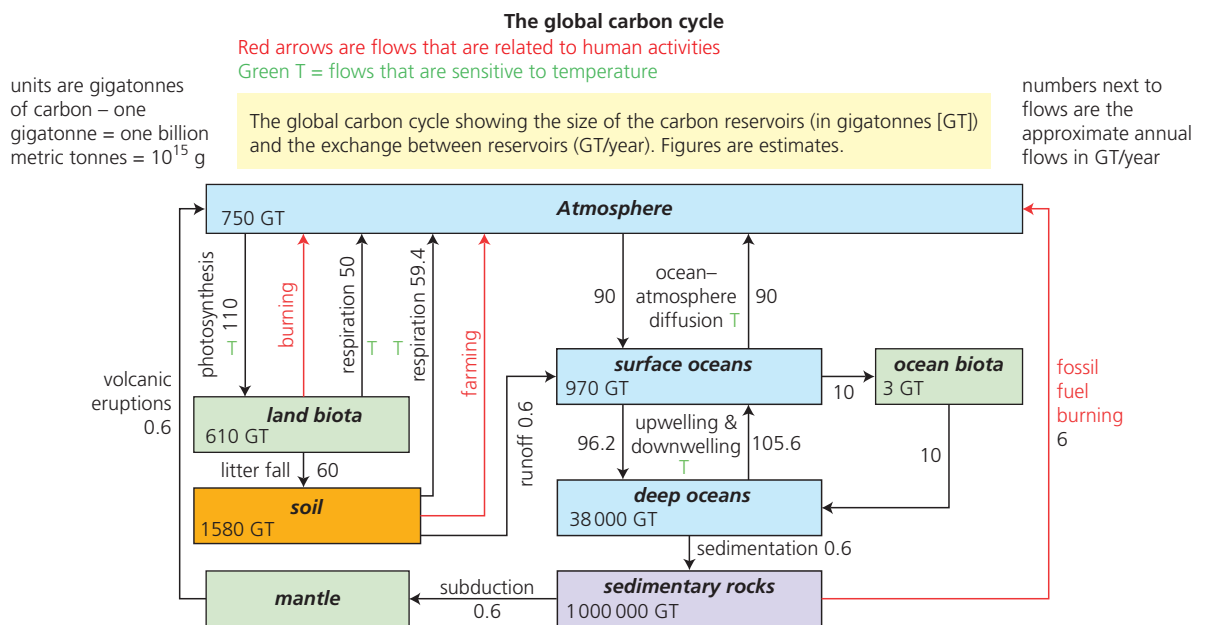 The global carbon cycle
Red arrows are flows that are related to human activities
Green T = flows that are sensitive to temperature
units are gigatonnes
of carbon – one
gigatonne = one billion
metric tonnes = 10¹⁵ g
The global carbon cycle showing the size of the carbon reservoirs (in gigatonnes [GT])
and the exchange between reservoirs (GT/year). Figures are estimates.
numbers next to
flows are the
approximate annual
flows in GT/year
Atmosphere
750 GT
photosynthesis
110
T
burning
respiration 50
T
T
respiration 59.4
farming
90
ocean–
atmosphere
diffusion T
90
volcanic
eruptions
0.6
land biota
610 GT
litter fall
60
soil
1580 GT
runoff 0.6
surface oceans
970 GT
10
ocean biota
3 GT
fossil
fuel
burning
6
96.2
upwelling &
downwelling
T
105.6
10
deep oceans
38 000 GT
sedimentation 0.6
mantle
subduction
0.6
sedimentary rocks
1 000 000 GT